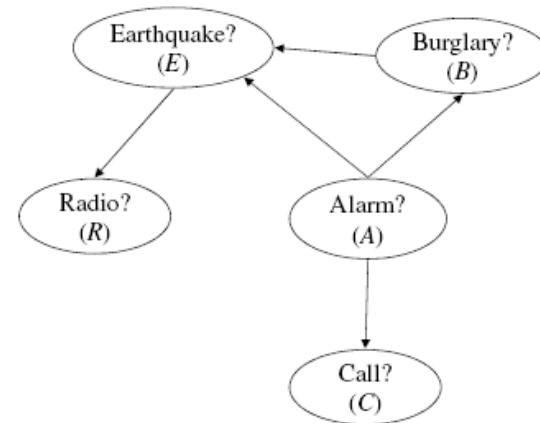 Earthquake?
(E)
Burglary?
(B)
Radio?
(R)
Alarm?
(A)
Call?
(C)